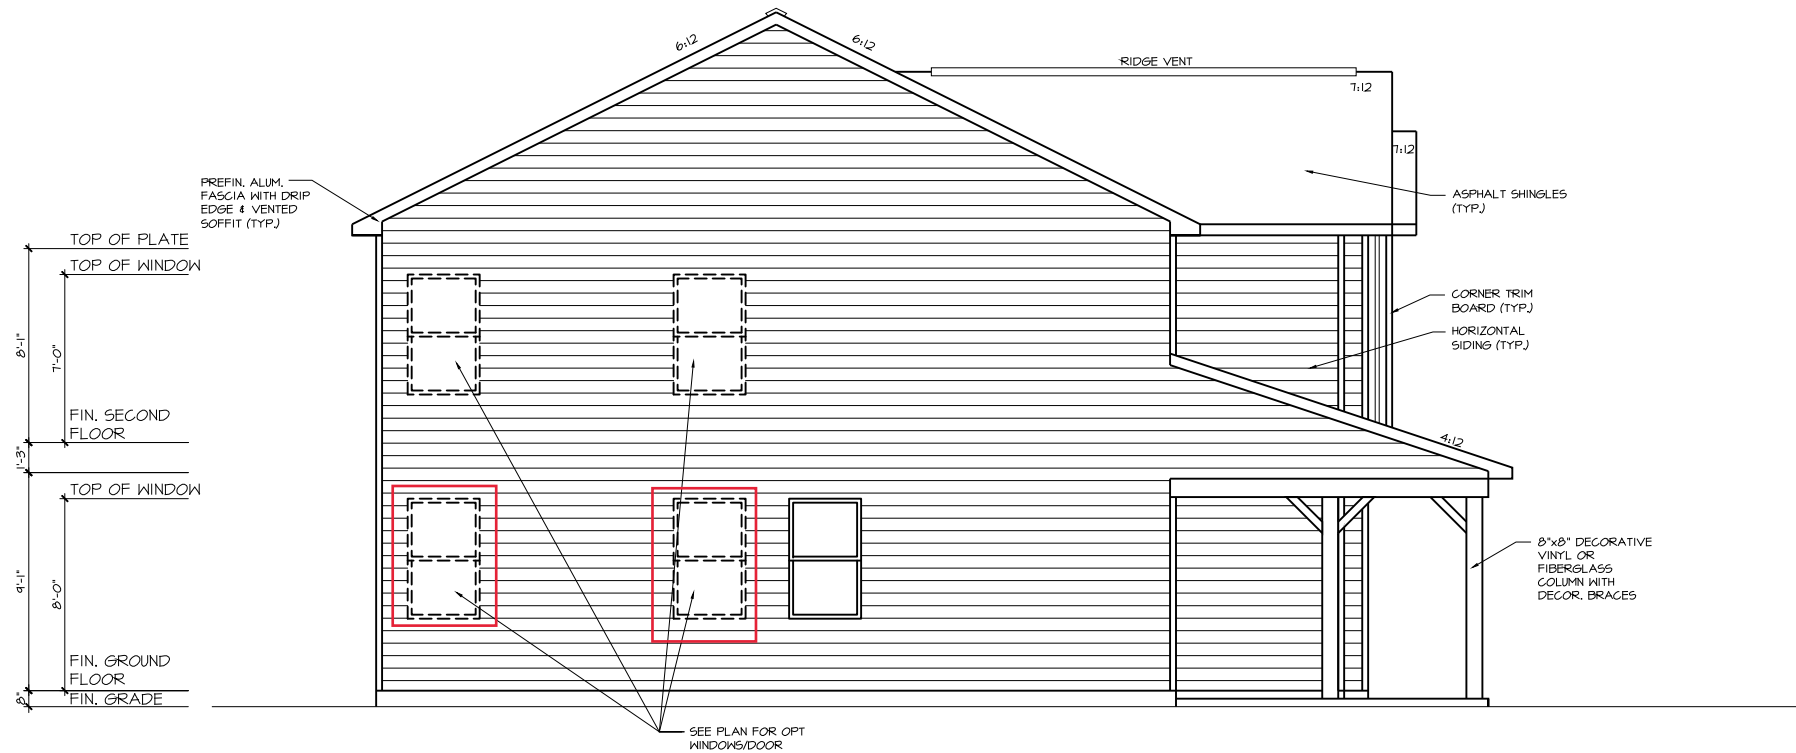 6:12
6:12
RIDGE VENT
7:12
7:12
PREFIN. ALUM.
FASCIA WITH DRIP
EDGE & VENTED
SOFFIT (TYP.)
ASPHALT SHINGLES
(TYP.)
TOP OF PLATE
TOP OF WINDOW
CORNER TRIM
BOARD (TYP.)
HORIZONTAL
SIDING (TYP.)
8'-1"
7'-0"
FIN. SECOND
FLOOR
4:12
1'-3"
TOP OF WINDOW
8"x8" DECORATIVE
VINYL OR
FIBERGLASS
COLUMN WITH
DECOR. BRACES
9'-1"
8'-0"
FIN. GROUND
FLOOR
8"
FIN. GRADE
SEE PLAN FOR OPT
WINDOWS/DOOR